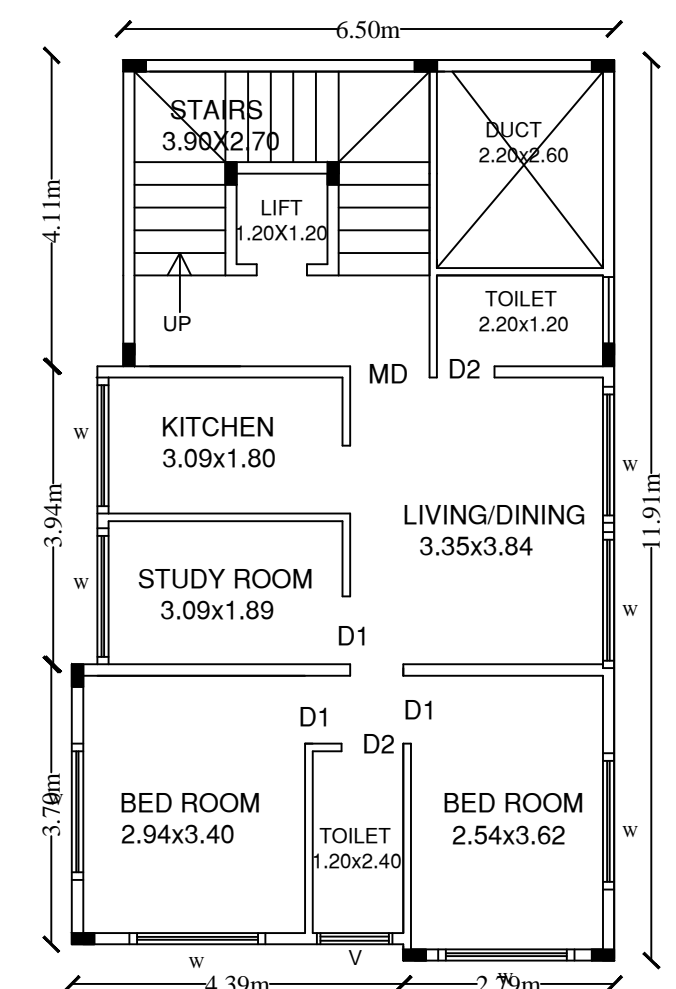 6.50m
STAIRS
3.90X2.70
DUCT
2.20x2.60
LIFT
1.20X1.20
4.11m
TOILET
2.20x1.20
UP
MD
D2
KITCHEN
3.09x1.80
w
w
LIVING/DINING
3.35x3.84
3.94m
11.91m
STUDY ROOM
3.09x1.89
w
w
D1
D1
D1
D2
BED ROOM
2.94x3.40
BED ROOM
2.54x3.62
TOILET
1.20x2.40
w
w
V
w
4.39m
2.79m